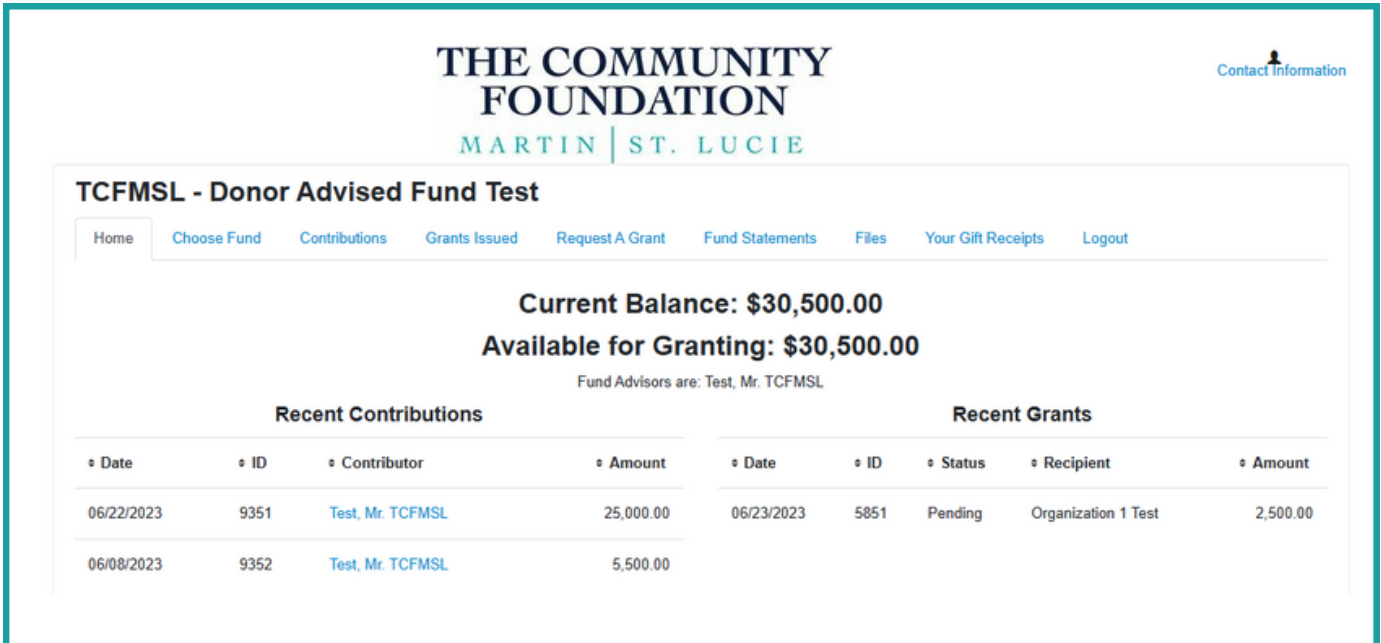 THE COMMUNITY
FOUNDATION
MARTIN | ST. LUCIE
Contact Information
TCFMSL - Donor Advised Fund Test
Home Choose Fund Contributions Grants Issued Request A Grant Fund Statements Files Your Gift Receipts Logout
Current Balance: $30,500.00
Available for Granting: $30,500.00
Fund Advisors are: Test, Mr. TCFMSL
Recent Contributions
Date ID Contributor Amount
06/22/2023 9351 Test, Mr. TCFMSL 25,000.00
06/08/2023 9352 Test, Mr. TCFMSL 5,500.00
Recent Grants
Date ID Status Recipient Amount
06/23/2023 5851 Pending Organization 1 Test 2,500.00